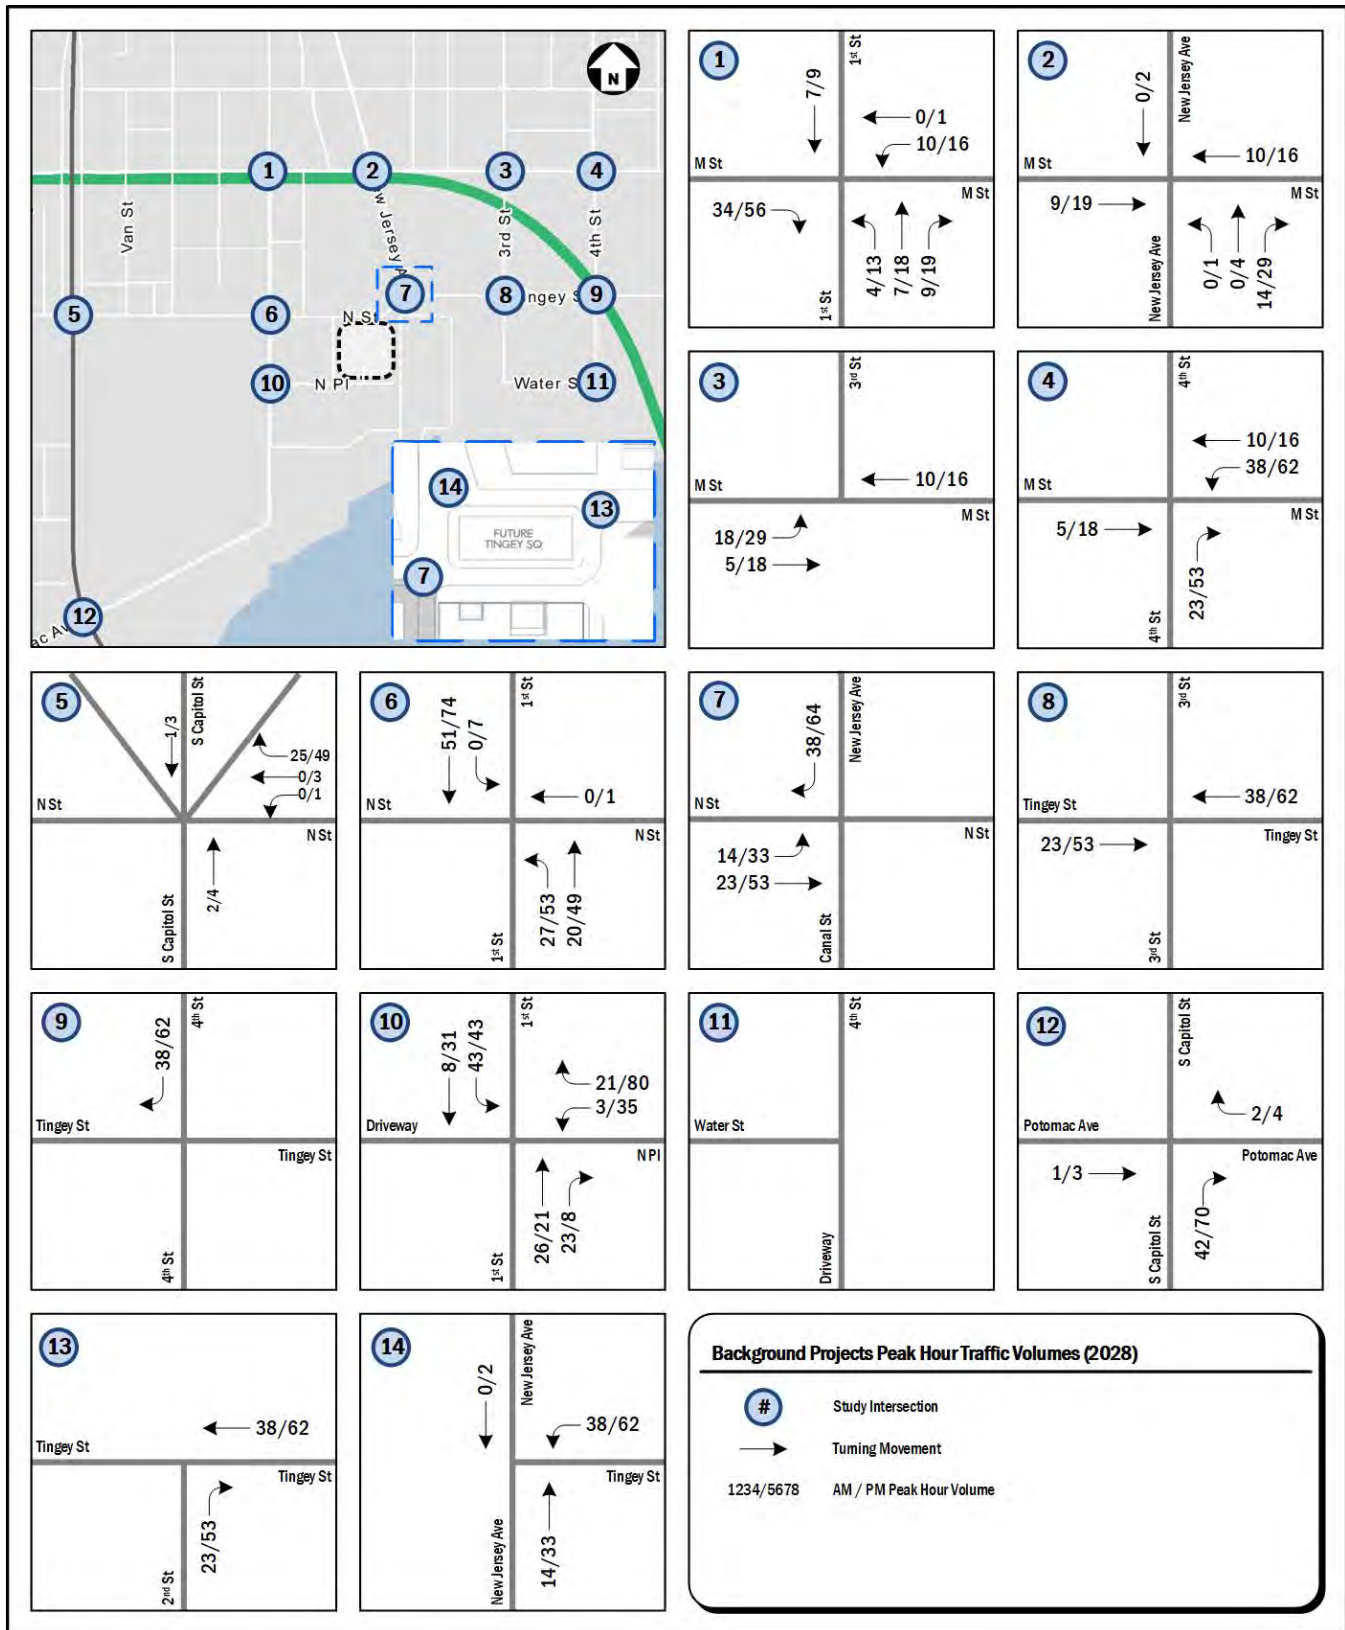 N
1
2
3
4
Van St
ew Jersey A
3rd St
4th St
5
6
7
8
9
N St
ingey S
10
N Pl
Water S
11
14
13
FUTURE
TINGEY SQ
7
12
ac Av
1
1st St
7/9
0/1
10/16
M St
M St
34/56
4/13
7/18
9/19
1st St
2
New Jersey Ave
0/2
10/16
M St
M St
9/19
0/1
0/4
14/29
New Jersey Ave
3
3rd St
10/16
M St
M St
18/29
5/18
4
4th St
10/16
38/62
M St
M St
5/18
23/53
4th St
5
S Capitol St
1/3
25/49
0/3
0/1
N St
N St
2/4
S Capitol St
6
1st St
51/74
0/7
0/1
N St
N St
27/53
20/49
1st St
7
New Jersey Ave
38/64
N St
N St
14/33
23/53
Canal St
8
3rd St
38/62
Tingey St
Tingey St
23/53
3rd St
9
4th St
38/62
Tingey St
Tingey St
4th St
10
1st St
8/31
43/43
21/80
3/35
Driveway
N Pl
26/21
23/8
1st St
11
4th St
Water St
Driveway
12
S Capitol St
2/4
Potomac Ave
Potomac Ave
1/3
42/70
S Capitol St
13
38/62
Tingey St
Tingey St
23/53
2nd St
14
New Jersey Ave
0/2
38/62
Tingey St
14/33
New Jersey Ave
Background Projects Peak Hour Traffic Volumes (2028)
# Study Intersection
Turning Movement
1234/5678 AM / PM Peak Hour Volume